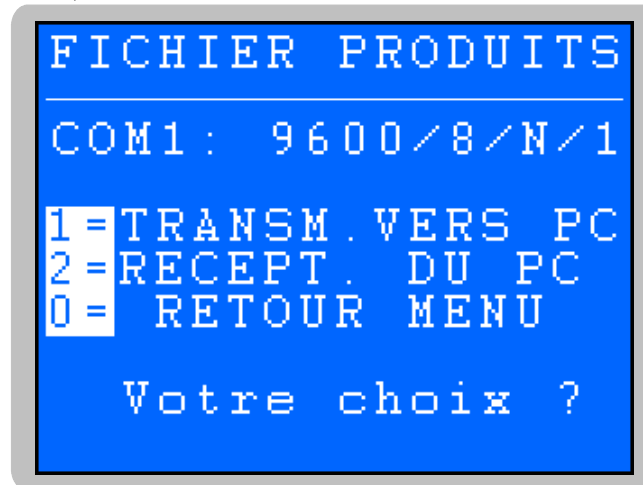 FICHIER PRODUITS
COM1: 9600/8/N/1
1=TRANSM.VERS PC
2=RECEPT. DU PC
0= RETOUR MENU
Votre choix ?